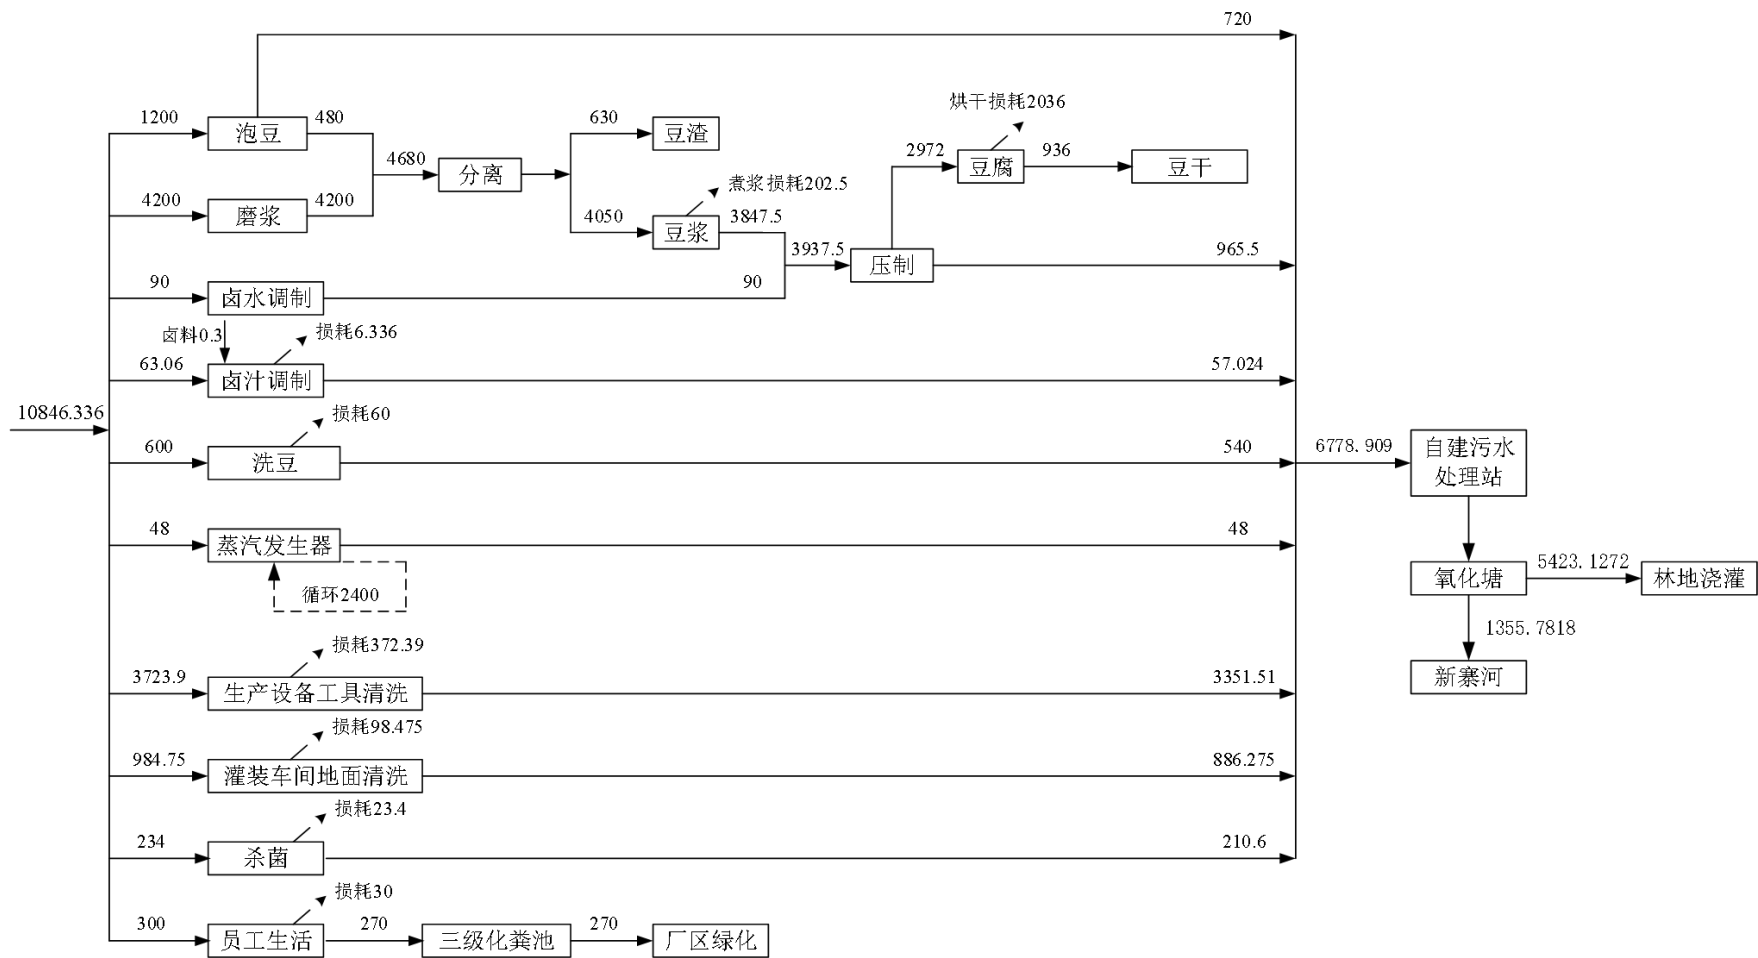 720
烘干损耗2036
1200
泡豆
480
630
豆渣
4680
分离
2972
豆腐
936
豆干
煮浆损耗202.5
4200
磨浆
4200
4050
豆浆
3847.5
3937.5
压制
965.5
90
卤水调制
90
卤料0.3
损耗6.336
63.06
卤汁调制
57.024
10846.336
损耗60
600
洗豆
540
6778.909
自建污水
处理站
48
蒸汽发生器
48
循环2400
氧化塘
5423.1272
林地浇灌
1355.7818
新寨河
损耗372.39
3723.9
生产设备工具清洗
3351.51
损耗98.475
984.75
灌装车间地面清洗
886.275
损耗23.4
234
杀菌
210.6
损耗30
300
员工生活
270
三级化粪池
270
厂区绿化